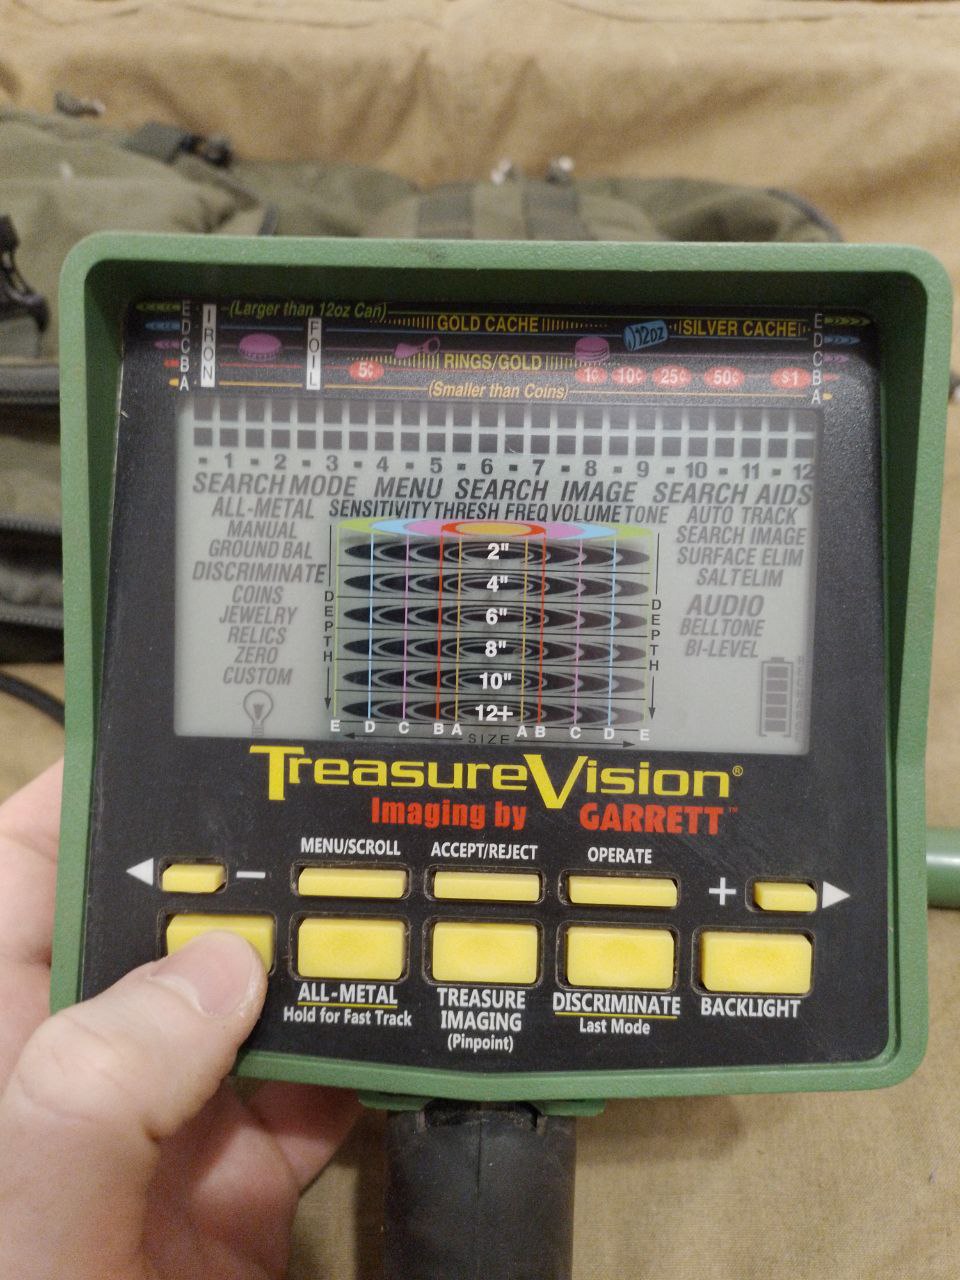 E (Larger than 12oz Can) E
D IRON FOIL GOLD CACHE 12oz SILVER CACHE D
C RINGS/GOLD C
B 5¢ 1¢ 10¢ 25¢ 50¢ $1 B
A (Smaller than Coins) A
- 1 - 2 - 3 - 4 - 5 - 6 - 7 - 8 - 9 - 10 - 11 - 12
SEARCH MODE MENU SEARCH IMAGE SEARCH AIDS
ALL-METAL SENSITIVITY THRESH FREQ VOLUME TONE AUTO TRACK
MANUAL SEARCH IMAGE
GROUND BAL 2" SURFACE ELIM
DISCRIMINATE 4" SALT ELIM
COINS DEPTH DEPTH AUDIO
JEWELRY 6" BELLTONE
RELICS 8" BI-LEVEL
ZERO
CUSTOM 10"
12+
E D C B A A B C D E
SIZE
TreasureVision®
Imaging by GARRETT™
MENU/SCROLL ACCEPT/REJECT OPERATE
− +
ALL-METAL TREASURE DISCRIMINATE BACKLIGHT
Hold for Fast Track IMAGING Last Mode
(Pinpoint)